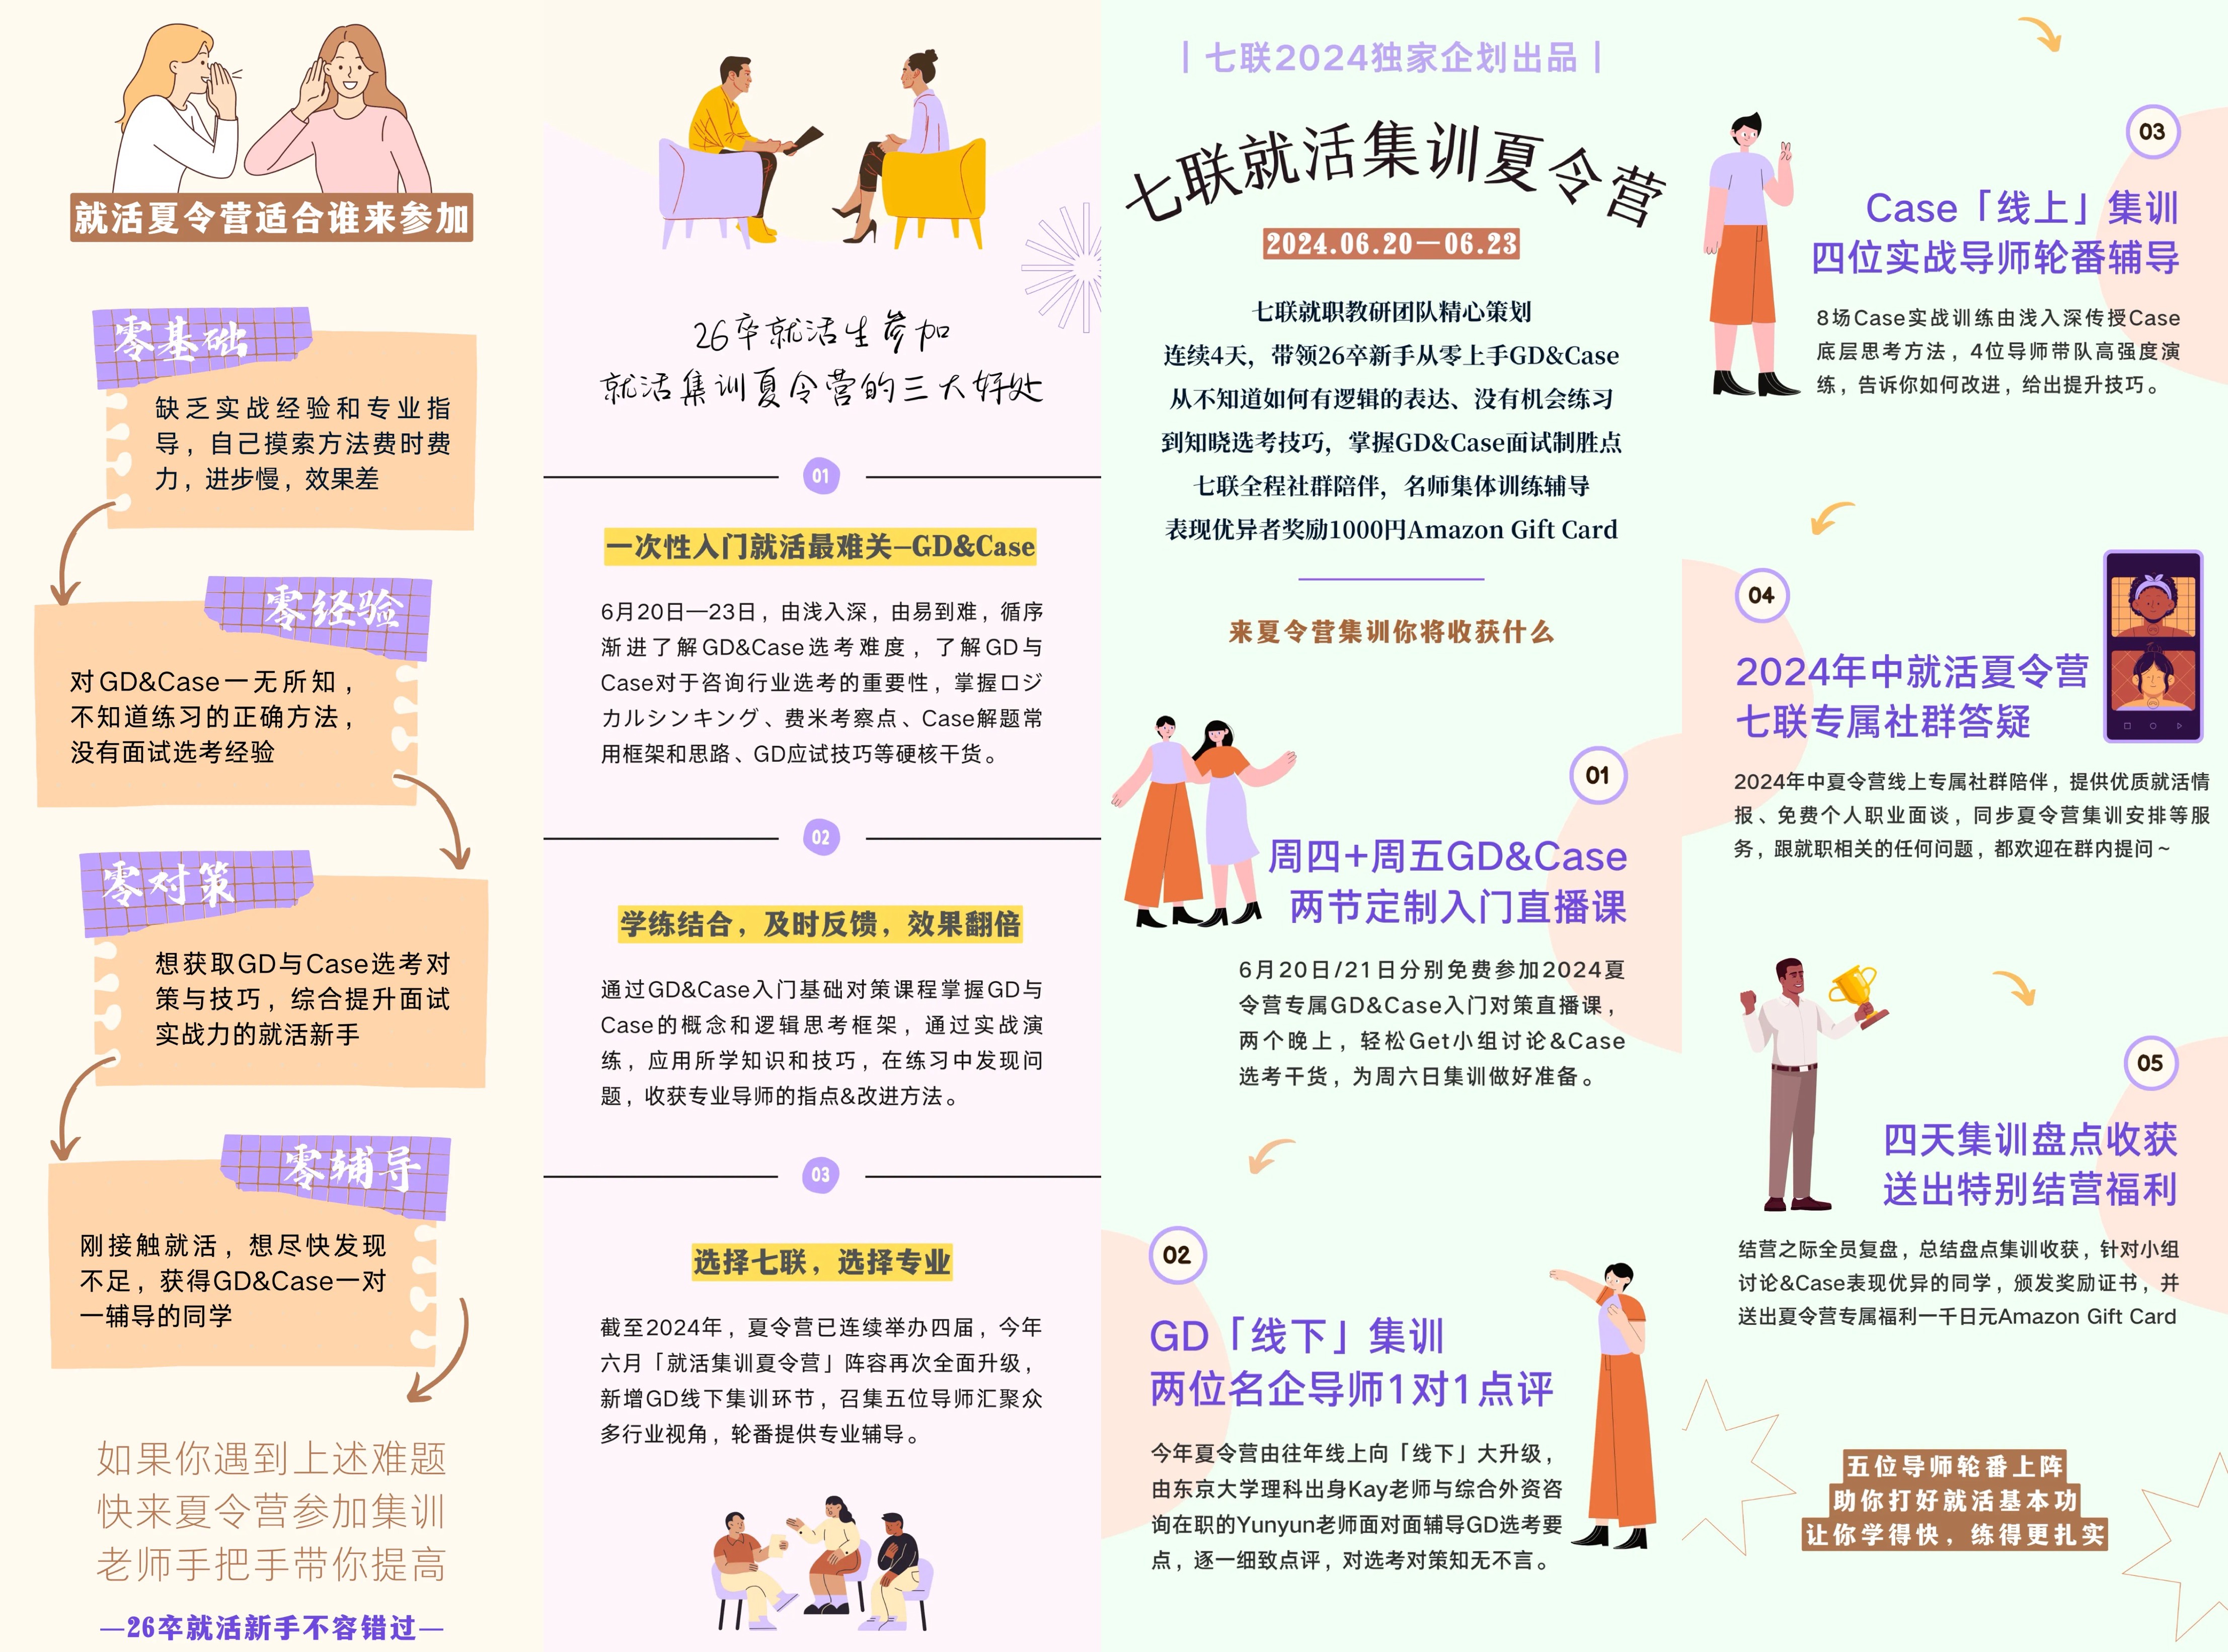 就活夏令营适合谁来参加
零基础
缺乏实战经验和专业指
导，自己摸索方法费时费
力，进步慢，效果差
零经验
对GD&Case一无所知，
不知道练习的正确方法，
没有面试选考经验
零对策
想获取GD与Case选考对
策与技巧，综合提升面试
实战力的就活新手
零辅导
刚接触就活，想尽快发现
不足，获得GD&Case一对
一辅导的同学
如果你遇到上述难题
快来夏令营参加集训
老师手把手带你提高
—26卒就活新手不容错过—
26卒就活生参加
就活集训夏令营的三大好处
01
一次性入门就活最难关—GD&Case
6月20日—23日，由浅入深，由易到难，循序
渐进了解GD&Case选考难度，了解GD与
Case对于咨询行业选考的重要性，掌握ロジ
カルシンキング、费米考察点、Case解题常
用框架和思路、GD应试技巧等硬核干货。
02
学练结合，及时反馈，效果翻倍
通过GD&Case入门基础对策课程掌握GD与
Case的概念和逻辑思考框架，通过实战演
练，应用所学知识和技巧，在练习中发现问
题，收获专业导师的指点&改进方法。
03
选择七联，选择专业
截至2024年，夏令营已连续举办四届，今年
六月「就活集训夏令营」阵容再次全面升级，
新增GD线下集训环节，召集五位导师汇聚众
多行业视角，轮番提供专业辅导。
｜七联2024独家企划出品｜
七联就活集训夏令营
2024.06.20—06.23
七联就职教研团队精心策划
连续4天，带领26卒新手从零上手GD&Case
从不知道如何有逻辑的表达、没有机会练习
到知晓选考技巧，掌握GD&Case面试制胜点
七联全程社群陪伴，名师集体训练辅导
表现优异者奖励1000円Amazon Gift Card
来夏令营集训你将收获什么
01
周四+周五GD&Case
两节定制入门直播课
6月20日/21日分别免费参加2024夏
令营专属GD&Case入门对策直播课，
两个晚上，轻松Get小组讨论&Case
选考干货，为周六日集训做好准备。
02
GD「线下」集训
两位名企导师1对1点评
今年夏令营由往年线上向「线下」大升级，
由东京大学理科出身Kay老师与综合外资咨
询在职的Yunyun老师面对面辅导GD选考要
点，逐一细致点评，对选考对策知无不言。
03
Case「线上」集训
四位实战导师轮番辅导
8场Case实战训练由浅入深传授Case
底层思考方法，4位导师带队高强度演
练，告诉你如何改进，给出提升技巧。
04
2024年中就活夏令营
七联专属社群答疑
2024年中夏令营线上专属社群陪伴，提供优质就活情
报、免费个人职业面谈，同步夏令营集训安排等服
务，跟就职相关的任何问题，都欢迎在群内提问～
05
四天集训盘点收获
送出特别结营福利
结营之际全员复盘，总结盘点集训收获，针对小组
讨论&Case表现优异的同学，颁发奖励证书，并
送出夏令营专属福利一千日元Amazon Gift Card
五位导师轮番上阵
助你打好就活基本功
让你学得快，练得更扎实